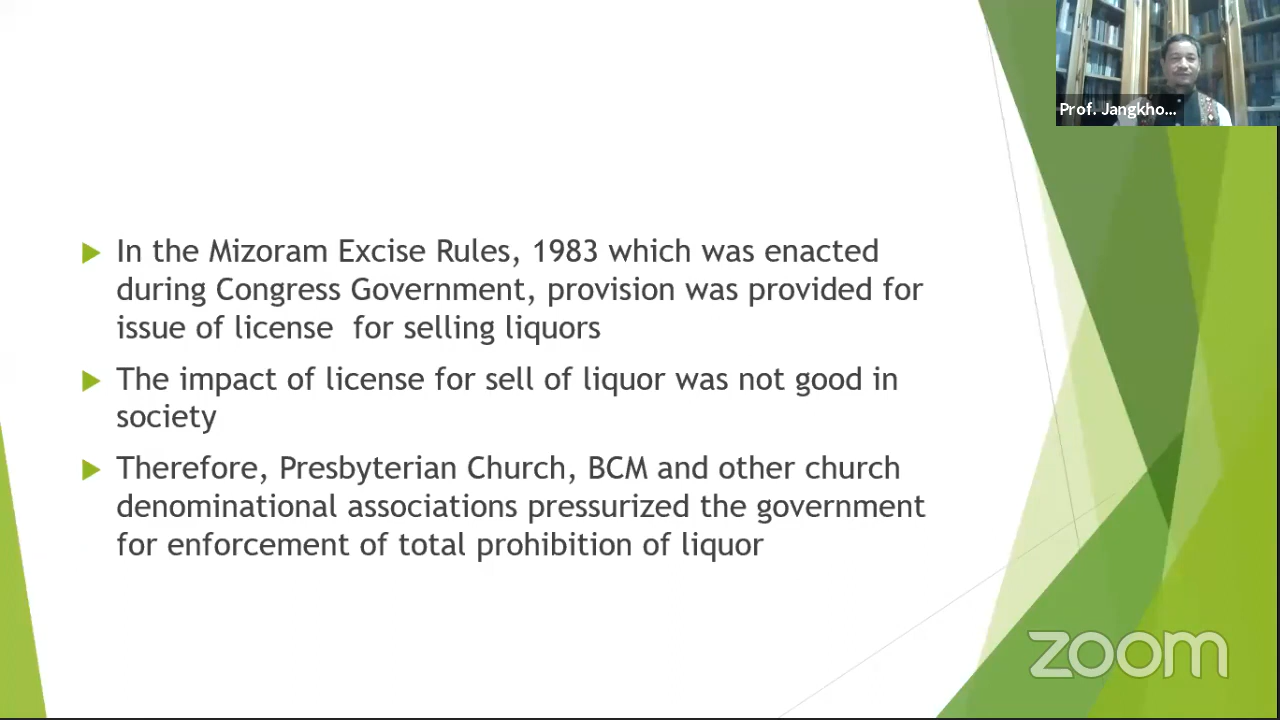 Prof. Jangkho...
In the Mizoram Excise Rules, 1983 which was enacted
during Congress Government, provision was provided for
issue of license for selling liquors
The impact of license for sell of liquor was not good in
society
Therefore, Presbyterian Church, BCM and other church
denominational associations pressurized the government
for enforcement of total prohibition of liquor
zoom